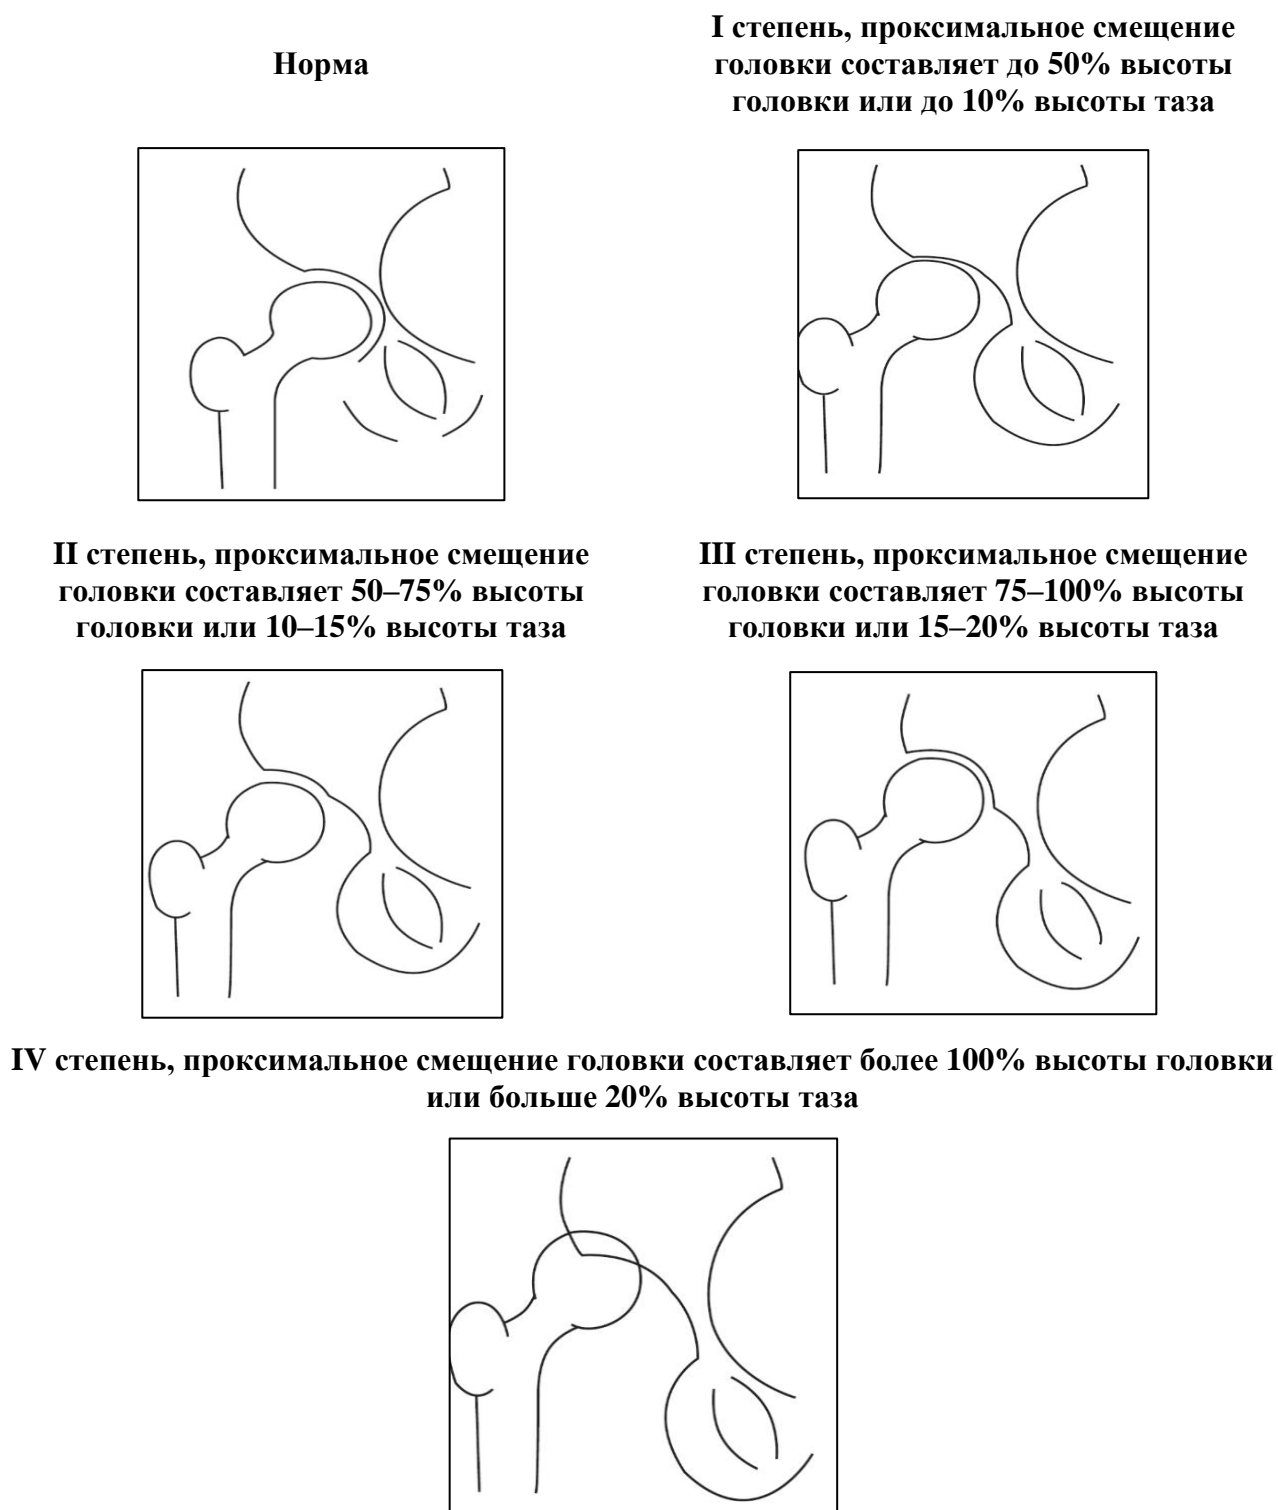 Норма
I степень, проксимальное смещение
головки составляет до 50% высоты
головки или до 10% высоты таза
II степень, проксимальное смещение
головки составляет 50–75% высоты
головки или 10–15% высоты таза
III степень, проксимальное смещение
головки составляет 75–100% высоты
головки или 15–20% высоты таза
IV степень, проксимальное смещение головки составляет более 100% высоты головки
или больше 20% высоты таза